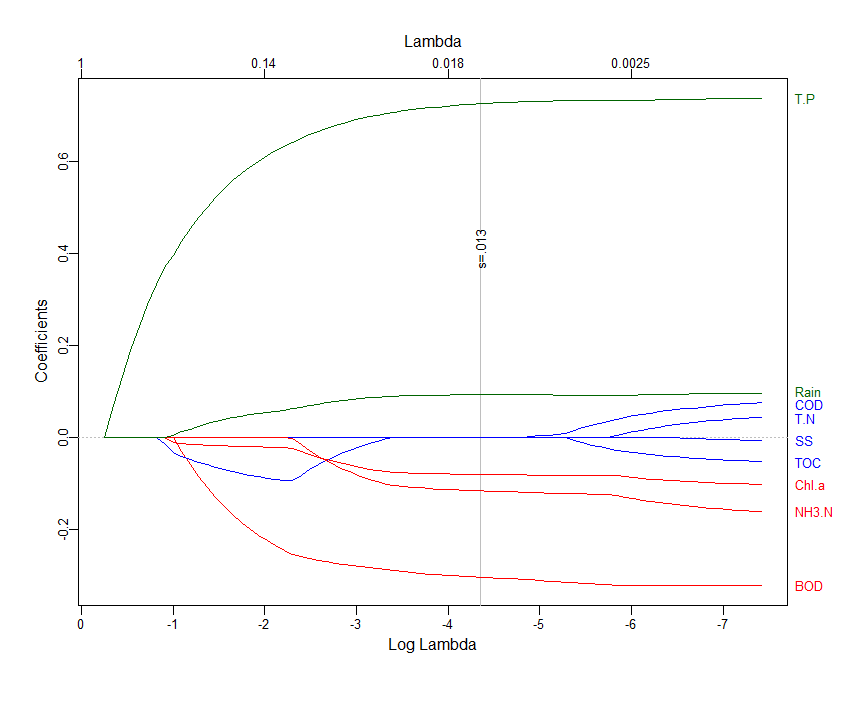 Lambda
1 0.14 0.018 0.0025
T.P
Rain
COD
T.N
SS
TOC
Chl.a
NH3.N
BOD
s=.013
Coefficients
0.6
0.4
0.2
0.0
-0.2
0 -1 -2 -3 -4 -5 -6 -7
Log Lambda